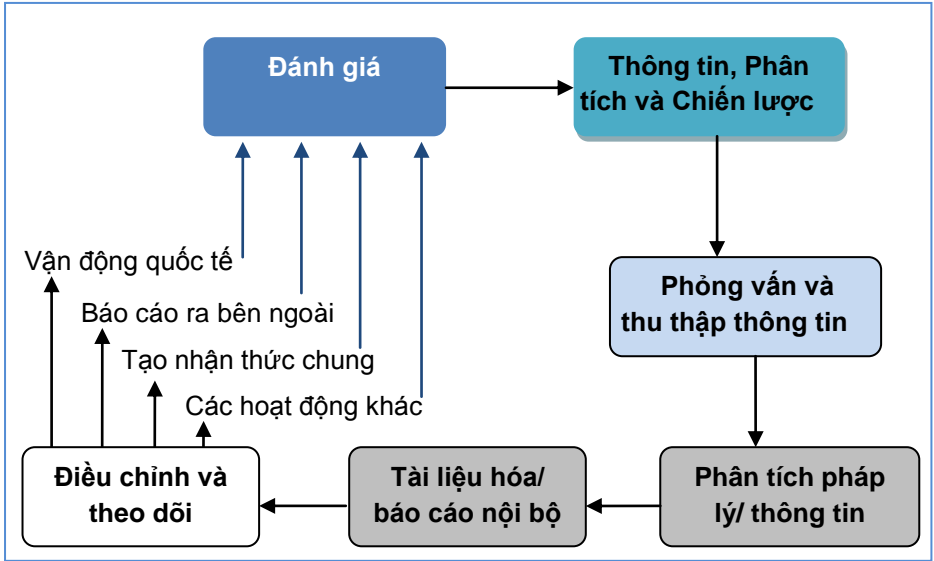 Đánh giá
Thông tin, Phân
tích và Chiến lược
Phỏng vấn và
thu thập thông tin
Vận động quốc tế
Báo cáo ra bên ngoài
Tạo nhận thức chung
Các hoạt động khác
Điều chỉnh và
theo dõi
Tài liệu hóa/
báo cáo nội bộ
Phân tích pháp
lý/ thông tin